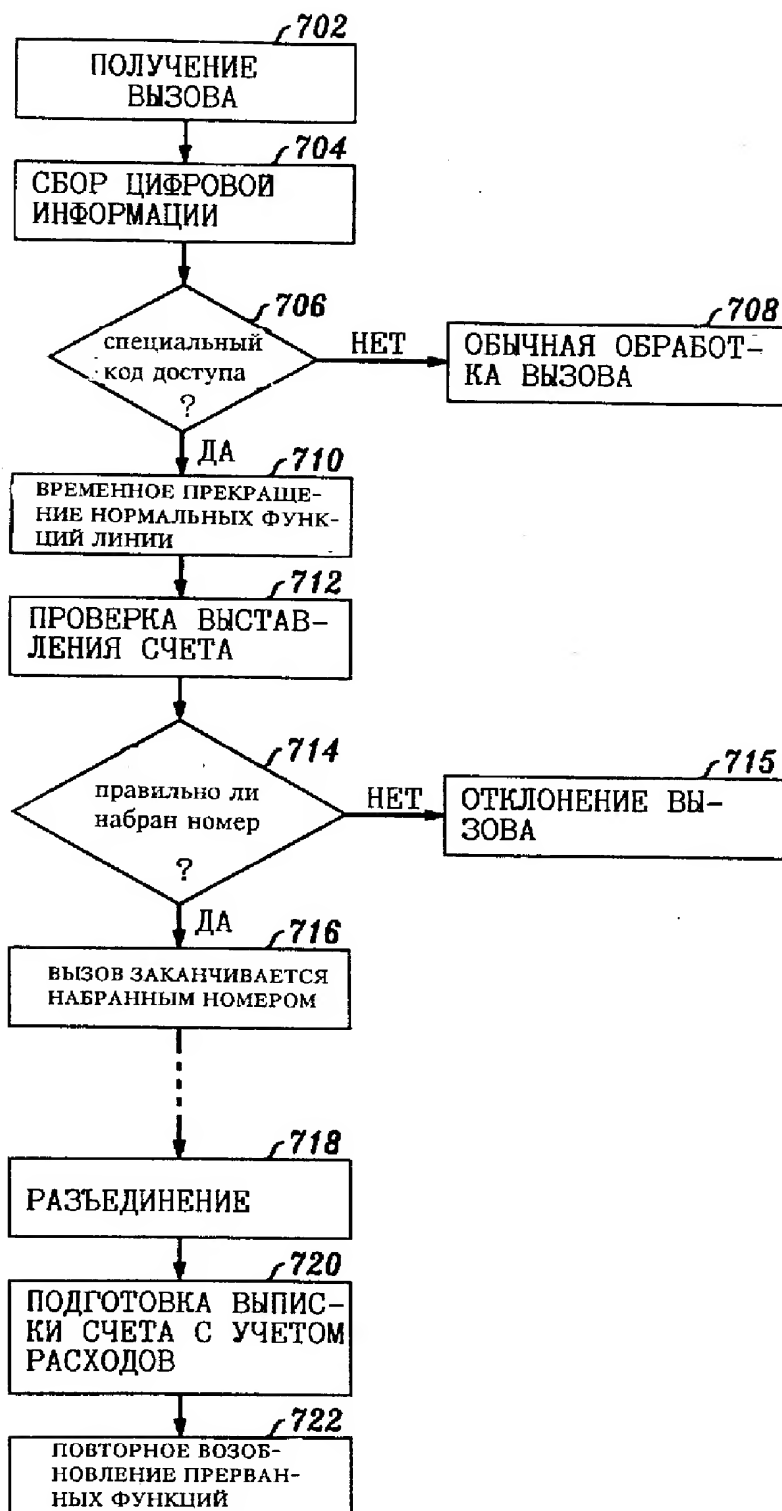 702
ПОЛУЧЕНИЕ
ВЫЗОВА
704
СБОР ЦИФРОВОЙ
ИНФОРМАЦИИ
706
специальный
код доступа
?
НЕТ
708
ОБЫЧНАЯ ОБРАБОТ-
КА ВЫЗОВА
ДА
710
ВРЕМЕННОЕ ПРЕКРАЩЕ-
НИЕ НОРМАЛЬНЫХ ФУНК-
ЦИЙ ЛИНИИ
712
ПРОВЕРКА ВЫСТАВ-
ЛЕНИЯ СЧЕТА
714
правильно ли
набран номер
?
НЕТ
715
ОТКЛОНЕНИЕ ВЫ-
ЗОВА
ДА
716
ВЫЗОВ ЗАКАНЧИВАЕТСЯ
НАБРАННЫМ НОМЕРОМ
718
РАЗЪЕДИНЕНИЕ
720
ПОДГОТОВКА ВЫПИС-
КИ СЧЕТА С УЧЕТОМ
РАСХОДОВ
722
ПОВТОРНОЕ ВОЗОБ-
НОВЛЕНИЕ ПРЕРВАН-
НЫХ ФУНКЦИЙ